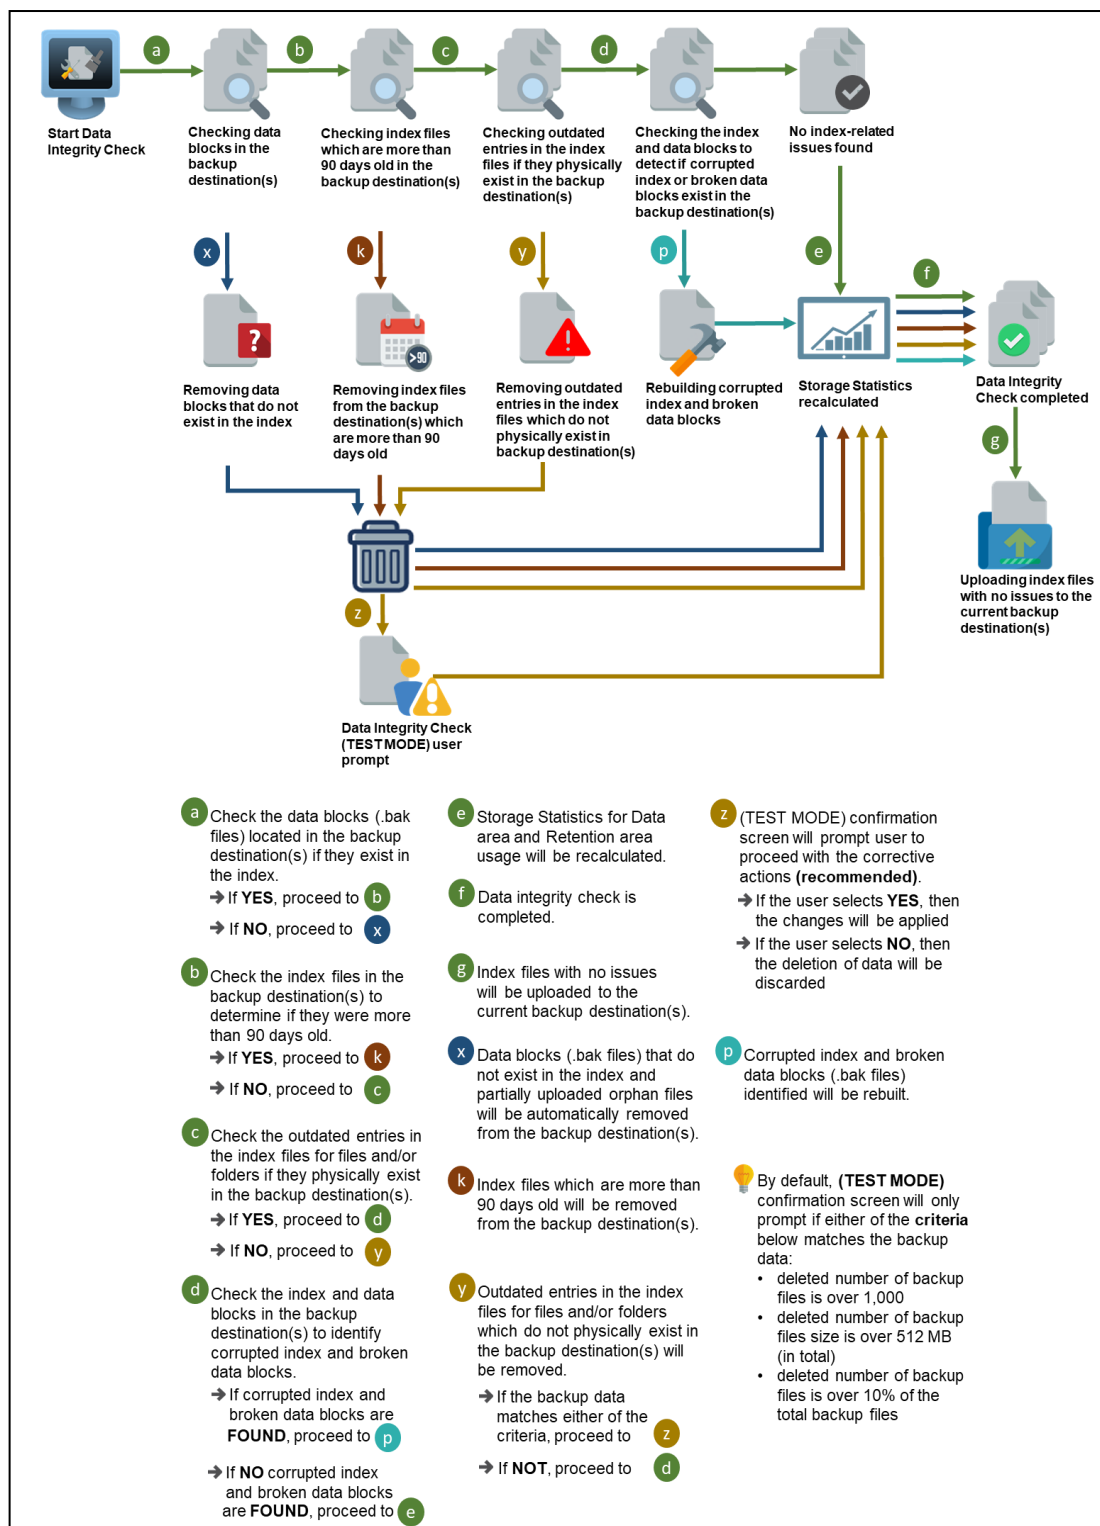 a
b
c
d
Start Data
Integrity Check
Checking data
blocks in the
backup
destination(s)
Checking index files
which are more than
90 days old in the
backup destination(s)
Checking outdated
entries in the index
files if they physically
exist in the backup
destination(s)
Checking the index
and data blocks to
detect if corrupted
index or broken data
blocks exist in the
backup destination(s)
No index-related
issues found
x
k
y
p
e
f
?
>90
Removing data
blocks that do not
exist in the index
Removing index files
from the backup
destination(s) which
are more than 90
days old
Removing outdated
entries in the index
files which do not
physically exist in
backup destination(s)
Rebuilding corrupted
index and broken
data blocks
Storage Statistics
recalculated
Data Integrity
Check completed
g
Uploading index files
with no issues to the
current backup
destination(s)
z
Data Integrity Check
(TEST MODE) user
prompt
a
Check the data blocks (.bak
files) located in the backup
destination(s) if they exist in
the index.
➔ If YES, proceed to b
➔ If NO, proceed to x
b
Check the index files in the
backup destination(s) to
determine if they were more
than 90 days old.
➔ If YES, proceed to k
➔ If NO, proceed to c
c
Check the outdated entries in
the index files for files and/or
folders if they physically exist
in the backup destination(s).
➔ If YES, proceed to d
➔ If NO, proceed to y
d
Check the index and data
blocks in the backup
destination(s) to identify
corrupted index and broken
data blocks.
➔ If corrupted index and
broken data blocks are
FOUND, proceed to p
➔ If NO corrupted index
and broken data blocks
are FOUND, proceed to e
e
Storage Statistics for Data
area and Retention area
usage will be recalculated.
f
Data integrity check is
completed.
g
Index files with no issues
will be uploaded to the
current backup destination(s).
x
Data blocks (.bak files) that do
not exist in the index and
partially uploaded orphan files
will be automatically removed
from the backup destination(s).
k
Index files which are more than
90 days old will be removed
from the backup destination(s).
y
Outdated entries in the index
files for files and/or folders
which do not physically exist in
the backup destination(s) will
be removed.
➔ If the backup data
matches either of the
criteria, proceed to z
➔ If NOT, proceed to d
z
(TEST MODE) confirmation
screen will prompt user to
proceed with the corrective
actions (recommended).
➔ If the user selects YES, then
the changes will be applied
➔ If the user selects NO, then
the deletion of data will be
discarded
p
Corrupted index and broken
data blocks (.bak files)
identified will be rebuilt.
By default, (TEST MODE)
confirmation screen will only
prompt if either of the criteria
below matches the backup
data:
• deleted number of backup
files is over 1,000
• deleted number of backup
files size is over 512 MB
(in total)
• deleted number of backup
files is over 10% of the
total backup files